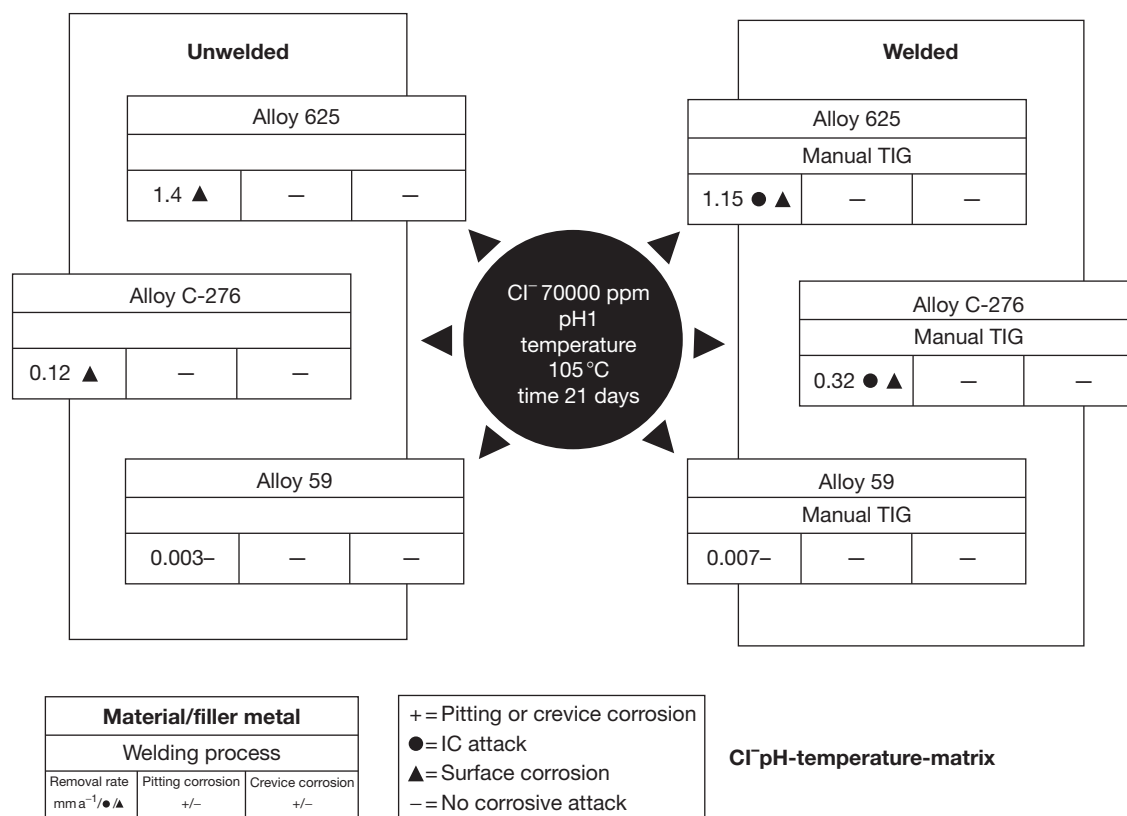 Unwelded
Alloy 625
1.4 ▲ — —
Alloy C-276
0.12 ▲ — —
Alloy 59
0.003– — —
Cl⁻ 70000 ppm
pH1
temperature
105 °C
time 21 days
Welded
Alloy 625
Manual TIG
1.15 ● ▲ — —
Alloy C-276
Manual TIG
0.32 ● ▲ — —
Alloy 59
Manual TIG
0.007– — —
Material/filler metal
Welding process
Removal rate Pitting corrosion Crevice corrosion
mm a⁻¹/●/▲ +/– +/–
+ = Pitting or crevice corrosion
● = IC attack
▲ = Surface corrosion
– = No corrosive attack
Cl⁻pH-temperature-matrix